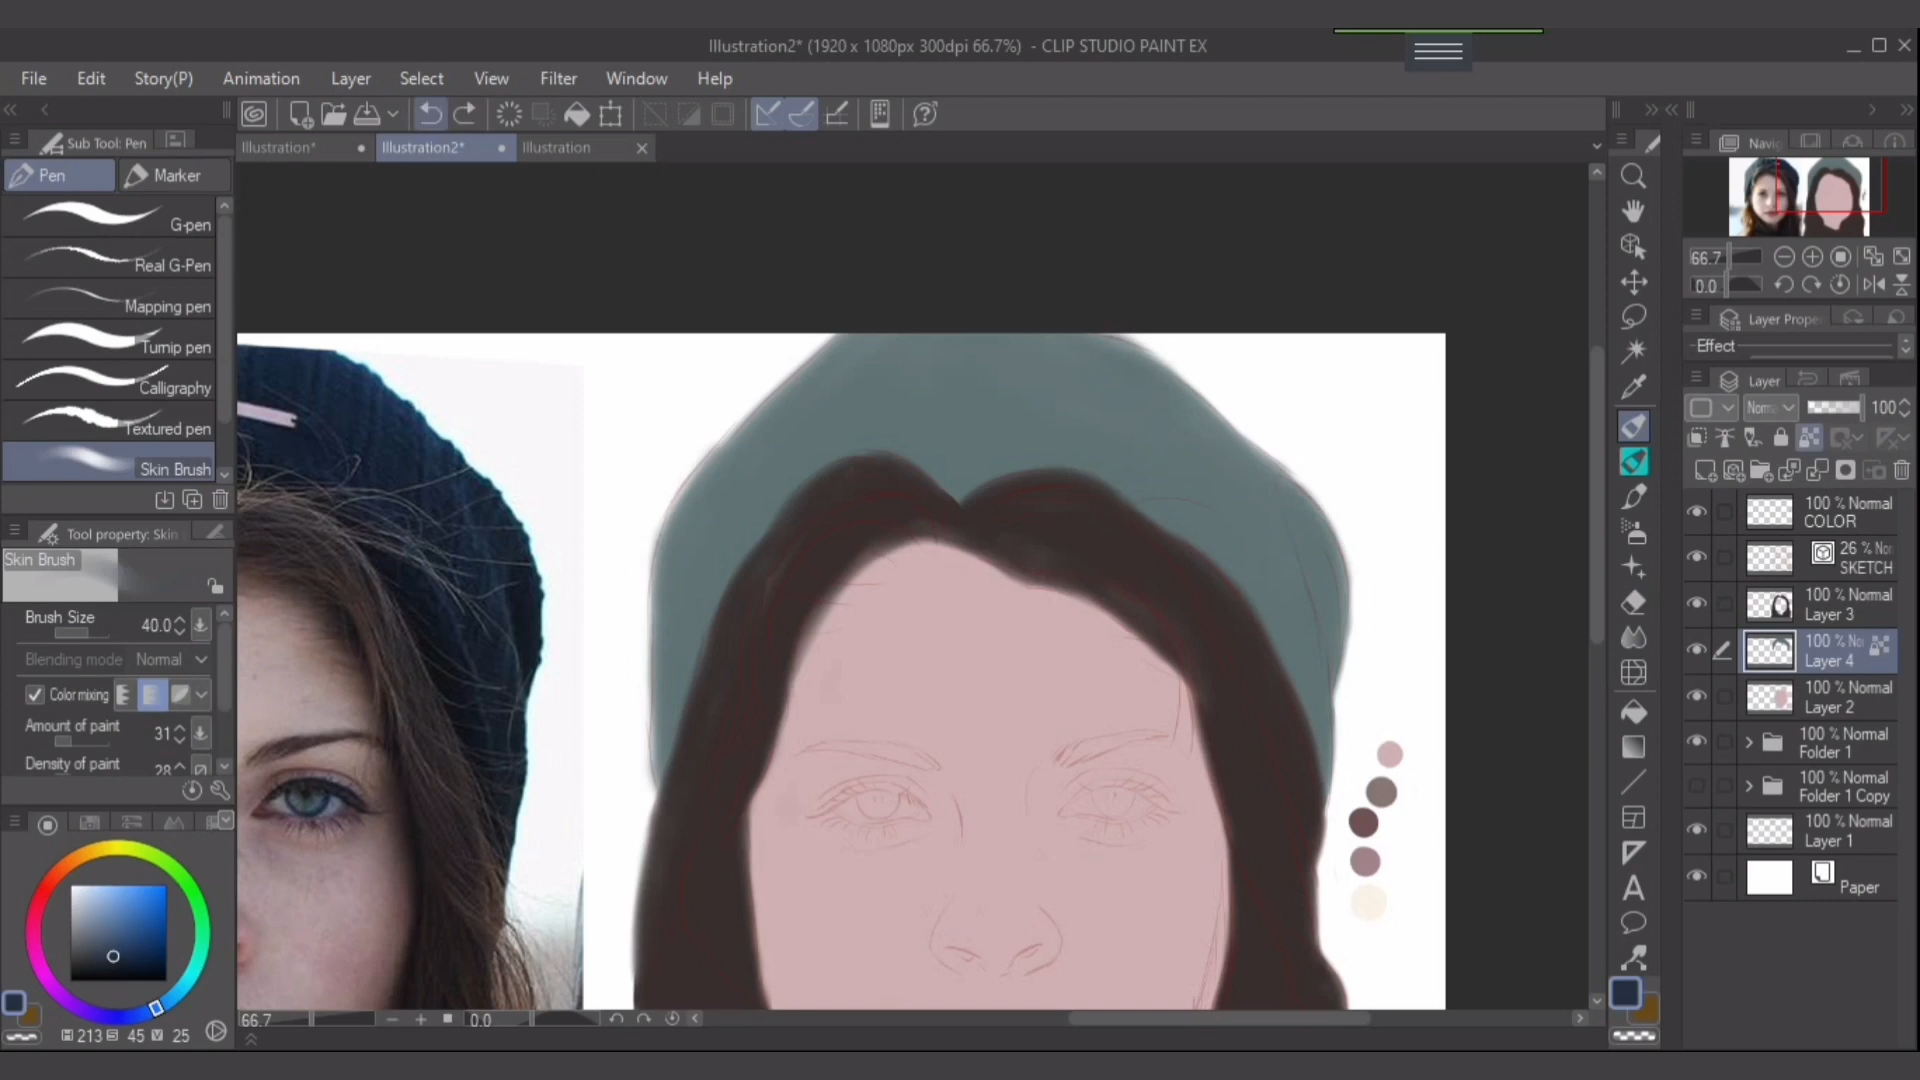 Illustration2* (1920 x 1080px 300dpi 66.7%) - CLIP STUDIO PAINT EX
File Edit Story(P) Animation Layer Select View Filter Window Help
Sub Tool: Pen
Illustration* Illustration2* Illustration
Pen Marker
G-pen
Real G-Pen
Mapping pen
Turnip pen
Calligraphy
Textured pen
Skin Brush
Tool property: Skin
Skin Brush
Brush Size 40.0
Blending mode Normal
Color mixing
Amount of paint 31
Density of paint 28
H 213 S 45 V 25
66.7 0.0
66.7
0.0
Layer Prope
Effect
Layer
Norm 100
100 % Normal
COLOR
26 % No
SKETCH
100 % Normal
Layer 3
100 % No
Layer 4
100 % Normal
Layer 2
100 % Normal
Folder 1
100 % Normal
Folder 1 Copy
100 % Normal
Layer 1
Paper